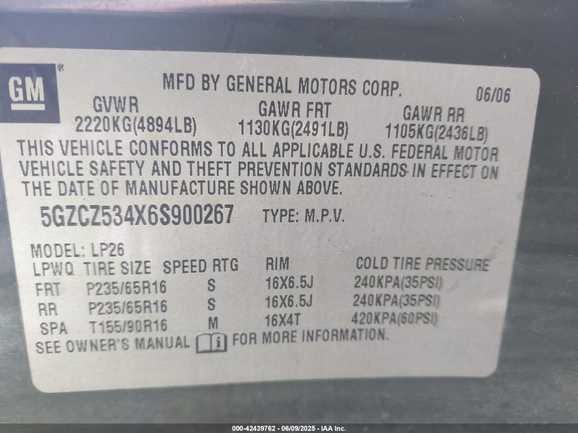 GM ®
MFD BY GENERAL MOTORS CORP. 06/06
GVWR GAWR FRT GAWR RR
2220KG(4894LB) 1130KG(2491LB) 1105KG(2436LB)
THIS VEHICLE CONFORMS TO ALL APPLICABLE U.S. FEDERAL MOTOR
VEHICLE SAFETY AND THEFT PREVENTION STANDARDS IN EFFECT ON
THE DATE OF MANUFACTURE SHOWN ABOVE.
5GZCZ534X6S900267 TYPE: M.P.V.
MODEL: LP26
LPWQ TIRE SIZE SPEED RTG RIM COLD TIRE PRESSURE
FRT P235/65R16 S 16X6.5J 240KPA(35PSI)
RR P235/65R16 S 16X6.5J 240KPA(35PSI)
SPA T155/90R16 M 16X4T 420KPA(60PSI)
SEE OWNER'S MANUAL i FOR MORE INFORMATION.
000-42439762 - 06/09/2025 - IAA Inc.